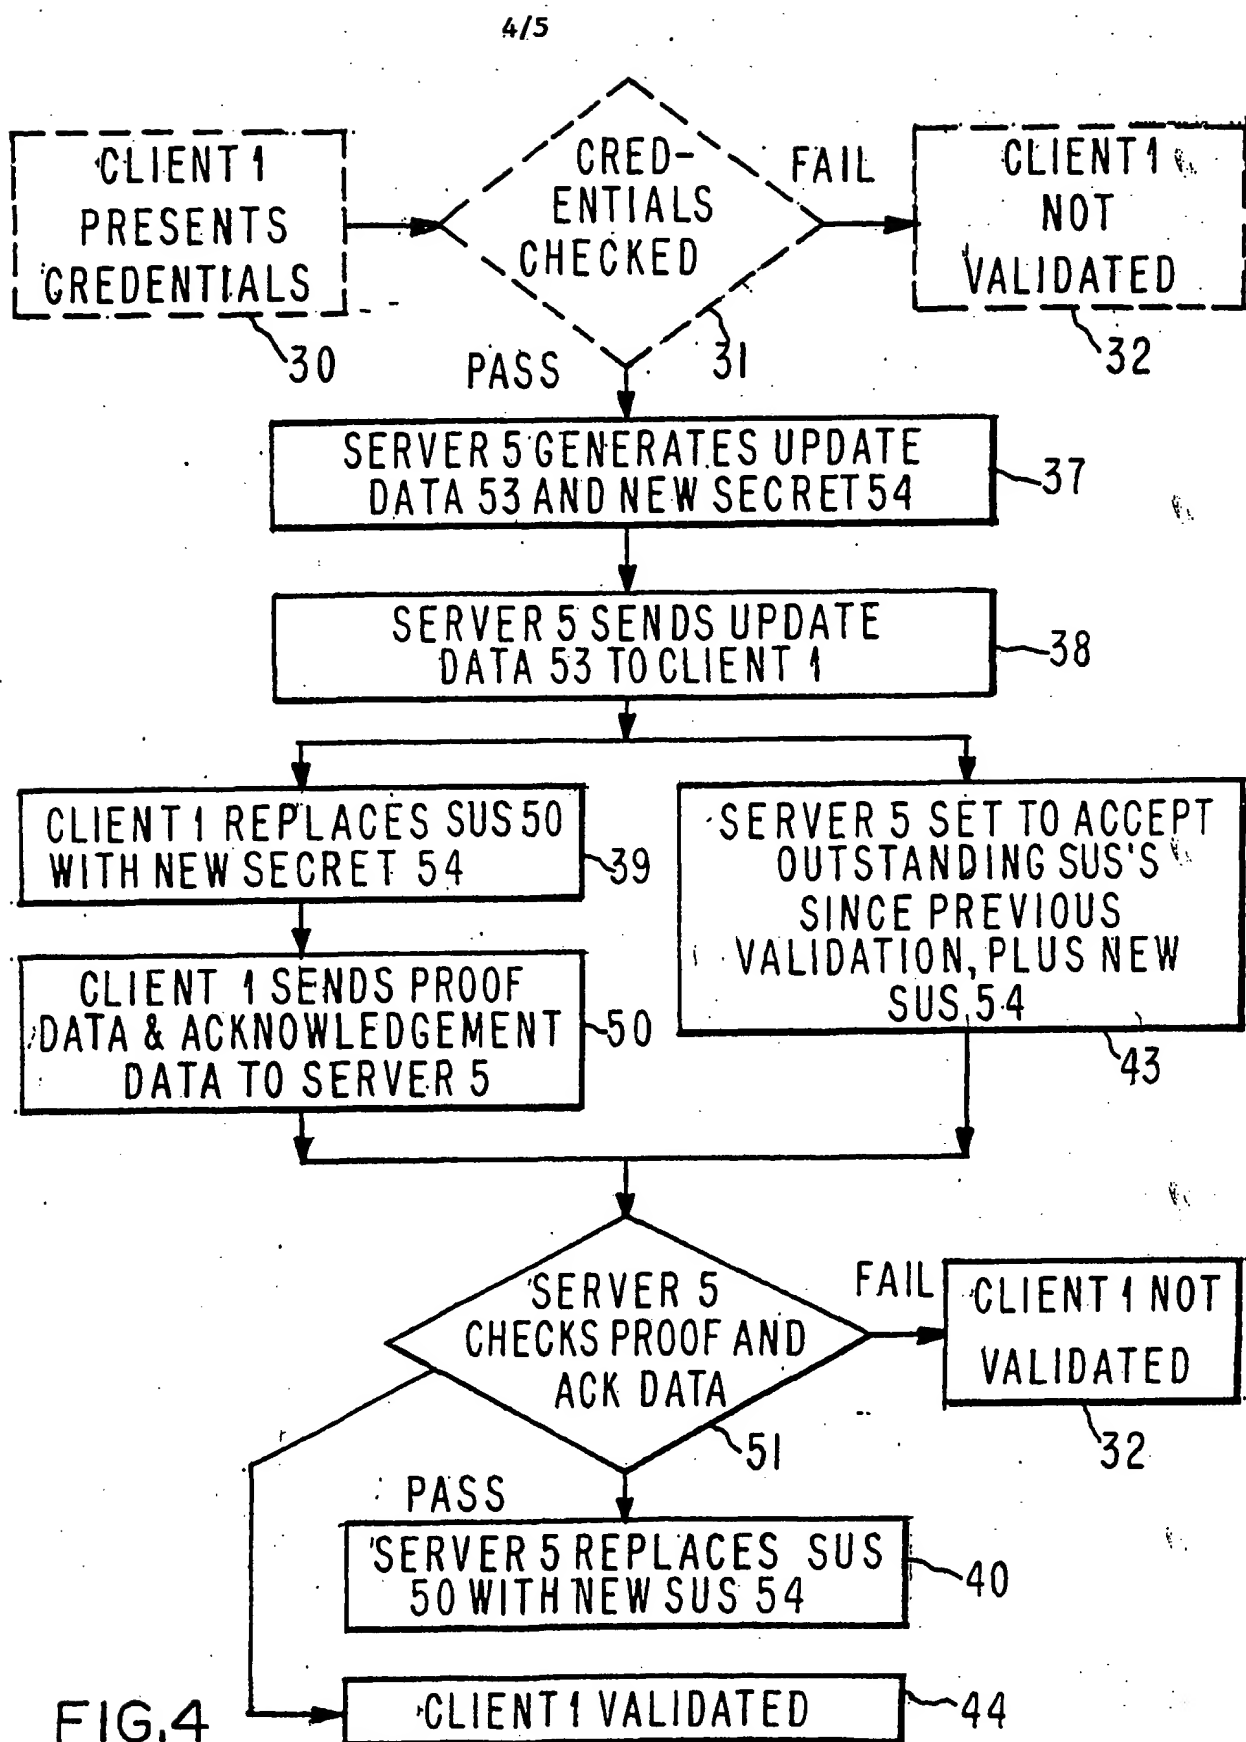 4/5
CLIENT 1
PRESENTS
CREDENTIALS
30
CRED-
ENTIALS
CHECKED
31
FAIL
CLIENT 1
NOT
VALIDATED
32
PASS
SERVER 5 GENERATES UPDATE
DATA 53 AND NEW SECRET 54
37
SERVER 5 SENDS UPDATE
DATA 53 TO CLIENT 1
38
CLIENT 1 REPLACES SUS 50
WITH NEW SECRET 54
39
CLIENT 1 SENDS PROOF
DATA & ACKNOWLEDGEMENT
DATA TO SERVER 5
50
SERVER 5 SET TO ACCEPT
OUTSTANDING SUS'S
SINCE PREVIOUS
VALIDATION, PLUS NEW
SUS 54
43
SERVER 5
CHECKS PROOF AND
ACK DATA
51
FAIL
CLIENT 1 NOT
VALIDATED
32
PASS
SERVER 5 REPLACES SUS
50 WITH NEW SUS 54
40
CLIENT 1 VALIDATED
44
FIG.4